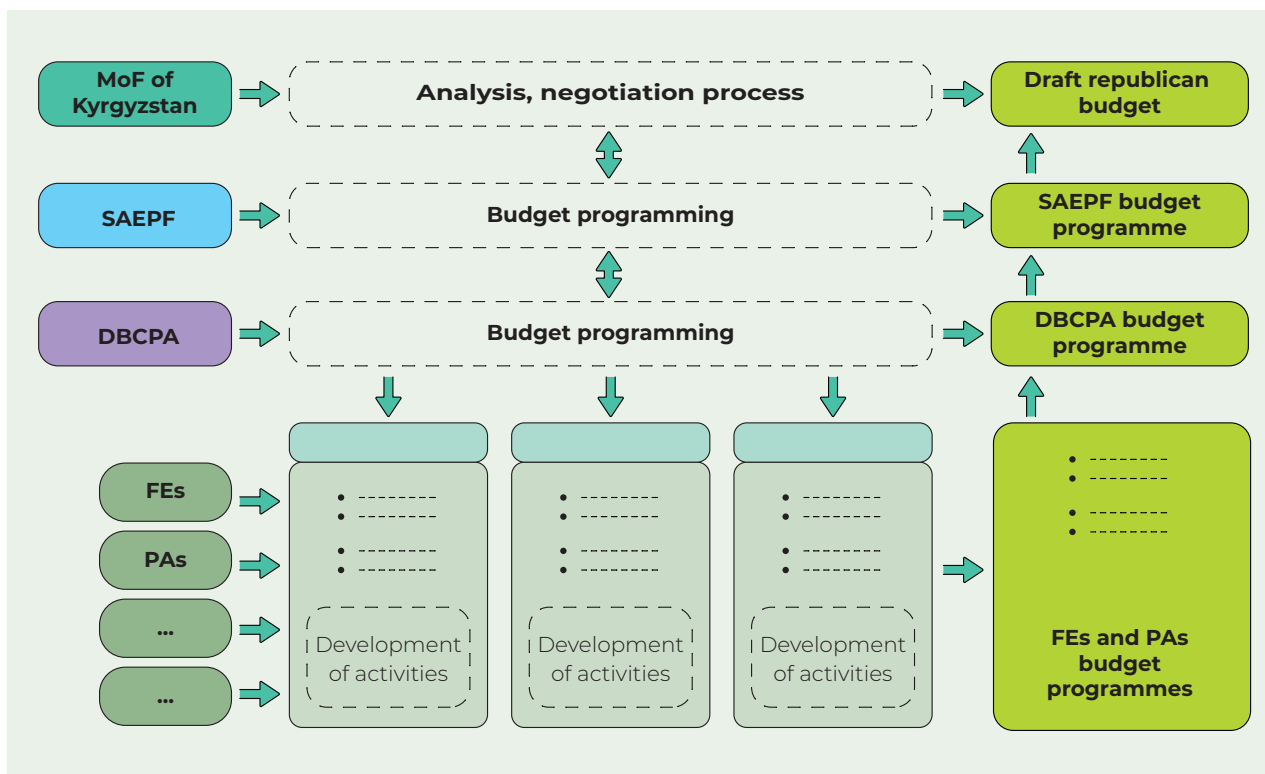 MoF of
Kyrgyzstan
Analysis, negotiation process
Draft republican
budget
SAEPF
Budget programming
SAEPF budget
programme
DBCPA
Budget programming
DBCPA budget
programme
FEs
PAs
...
...
Development
of activities
Development
of activities
Development
of activities
FEs and PAs
budget
programmes